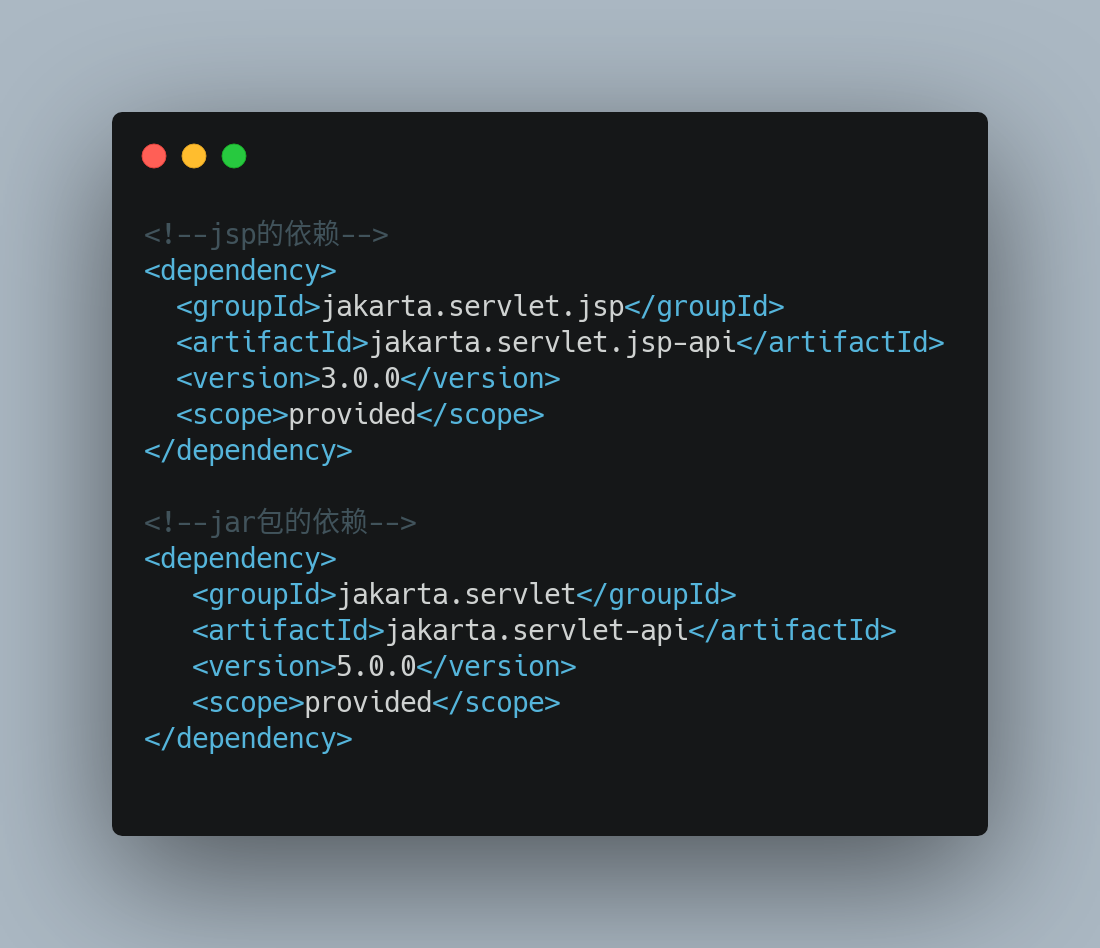 <!--jsp的依赖-->
<dependency>
  <groupId>jakarta.servlet.jsp</groupId>
  <artifactId>jakarta.servlet.jsp-api</artifactId>
  <version>3.0.0</version>
  <scope>provided</scope>
</dependency>

<!--jar包的依赖-->
<dependency>
   <groupId>jakarta.servlet</groupId>
   <artifactId>jakarta.servlet-api</artifactId>
   <version>5.0.0</version>
   <scope>provided</scope>
</dependency>